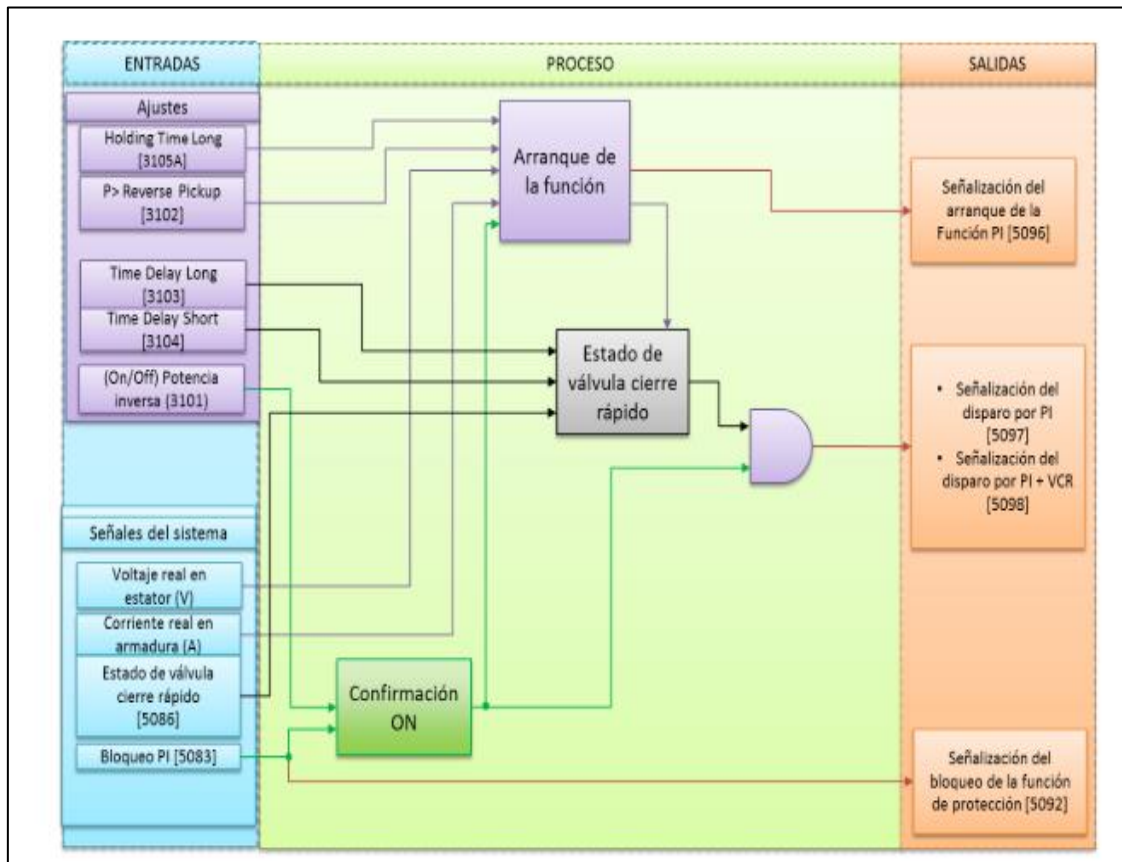 ENTRADAS
PROCESO
SALIDAS
Ajustes
Holding Time Long
[3105A]
P> Reverse Pickup
[3102]
Time Delay Long
[3103]
Time Delay Short
[3104]
(On/Off) Potencia
inversa (3101)
Señales del sistema
Voltaje real en
estator (V)
Corriente real en
armadura (A)
Estado de válvula
cierre rápido
[5086]
Bloqueo PI [5083]
Arranque de
la función
Estado de
válvula cierre
rápido
Confirmación
ON
Señalización del
arranque de la
Función PI [5096]
• Señalización del
disparo por PI
[5097]
• Señalización del
disparo por PI + VCR
[5098]
Señalización del
bloqueo de la función
de protección [5092]